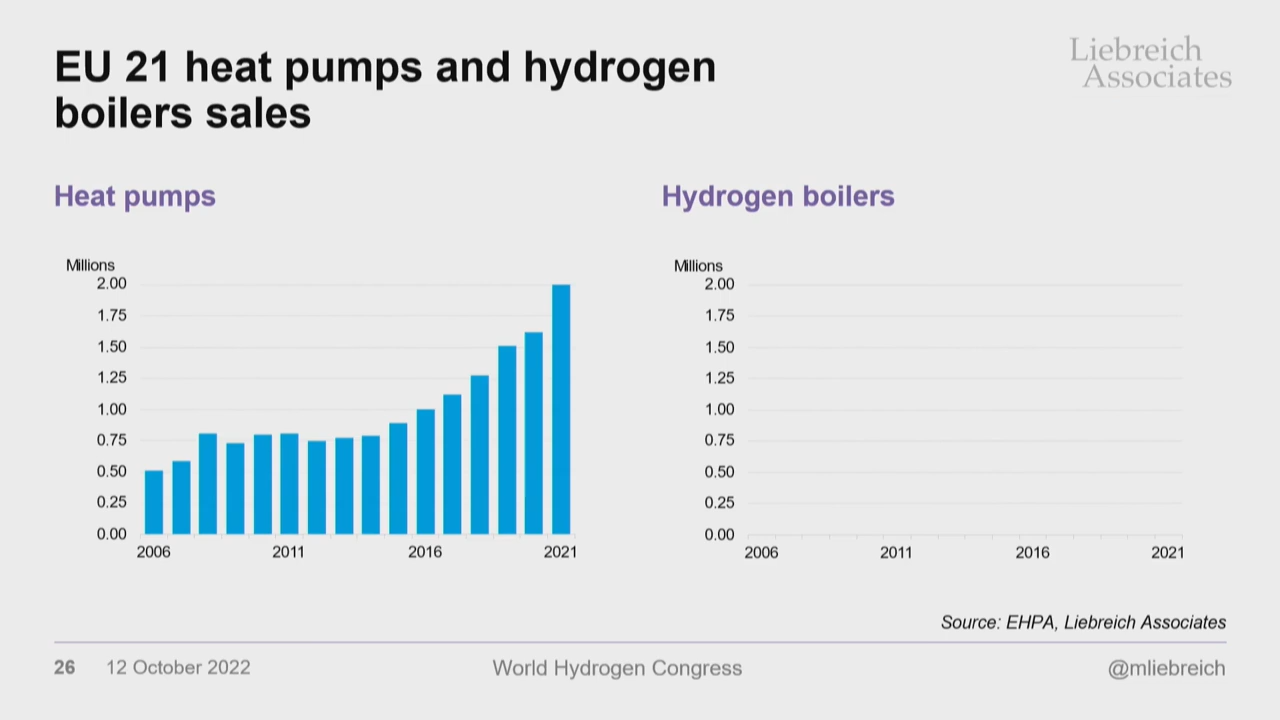 EU 21 heat pumps and hydrogen
boilers sales
Liebreich
Associates
Heat pumps
Millions
2.00
1.75
1.50
1.25
1.00
0.75
0.50
0.25
0.00
2006
2011
2016
2021
Hydrogen boilers
Millions
2.00
1.75
1.50
1.25
1.00
0.75
0.50
0.25
0.00
2006
2011
2016
2021
Source: EHPA, Liebreich Associates
26
12 October 2022
World Hydrogen Congress
@mliebreich